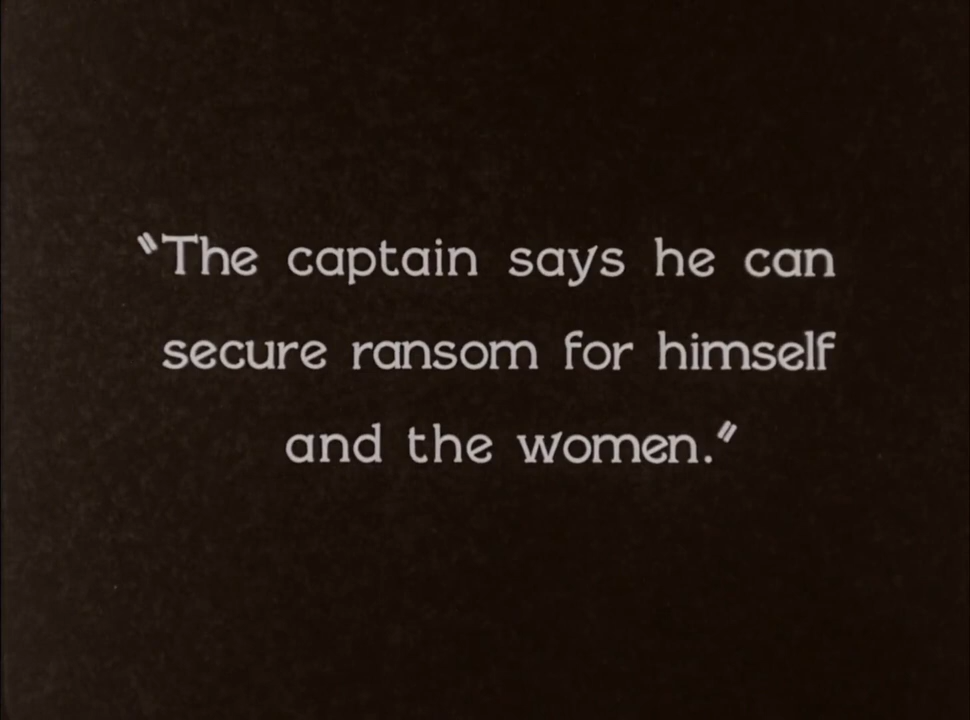 "The captain says he can
secure ransom for himself
and the women."